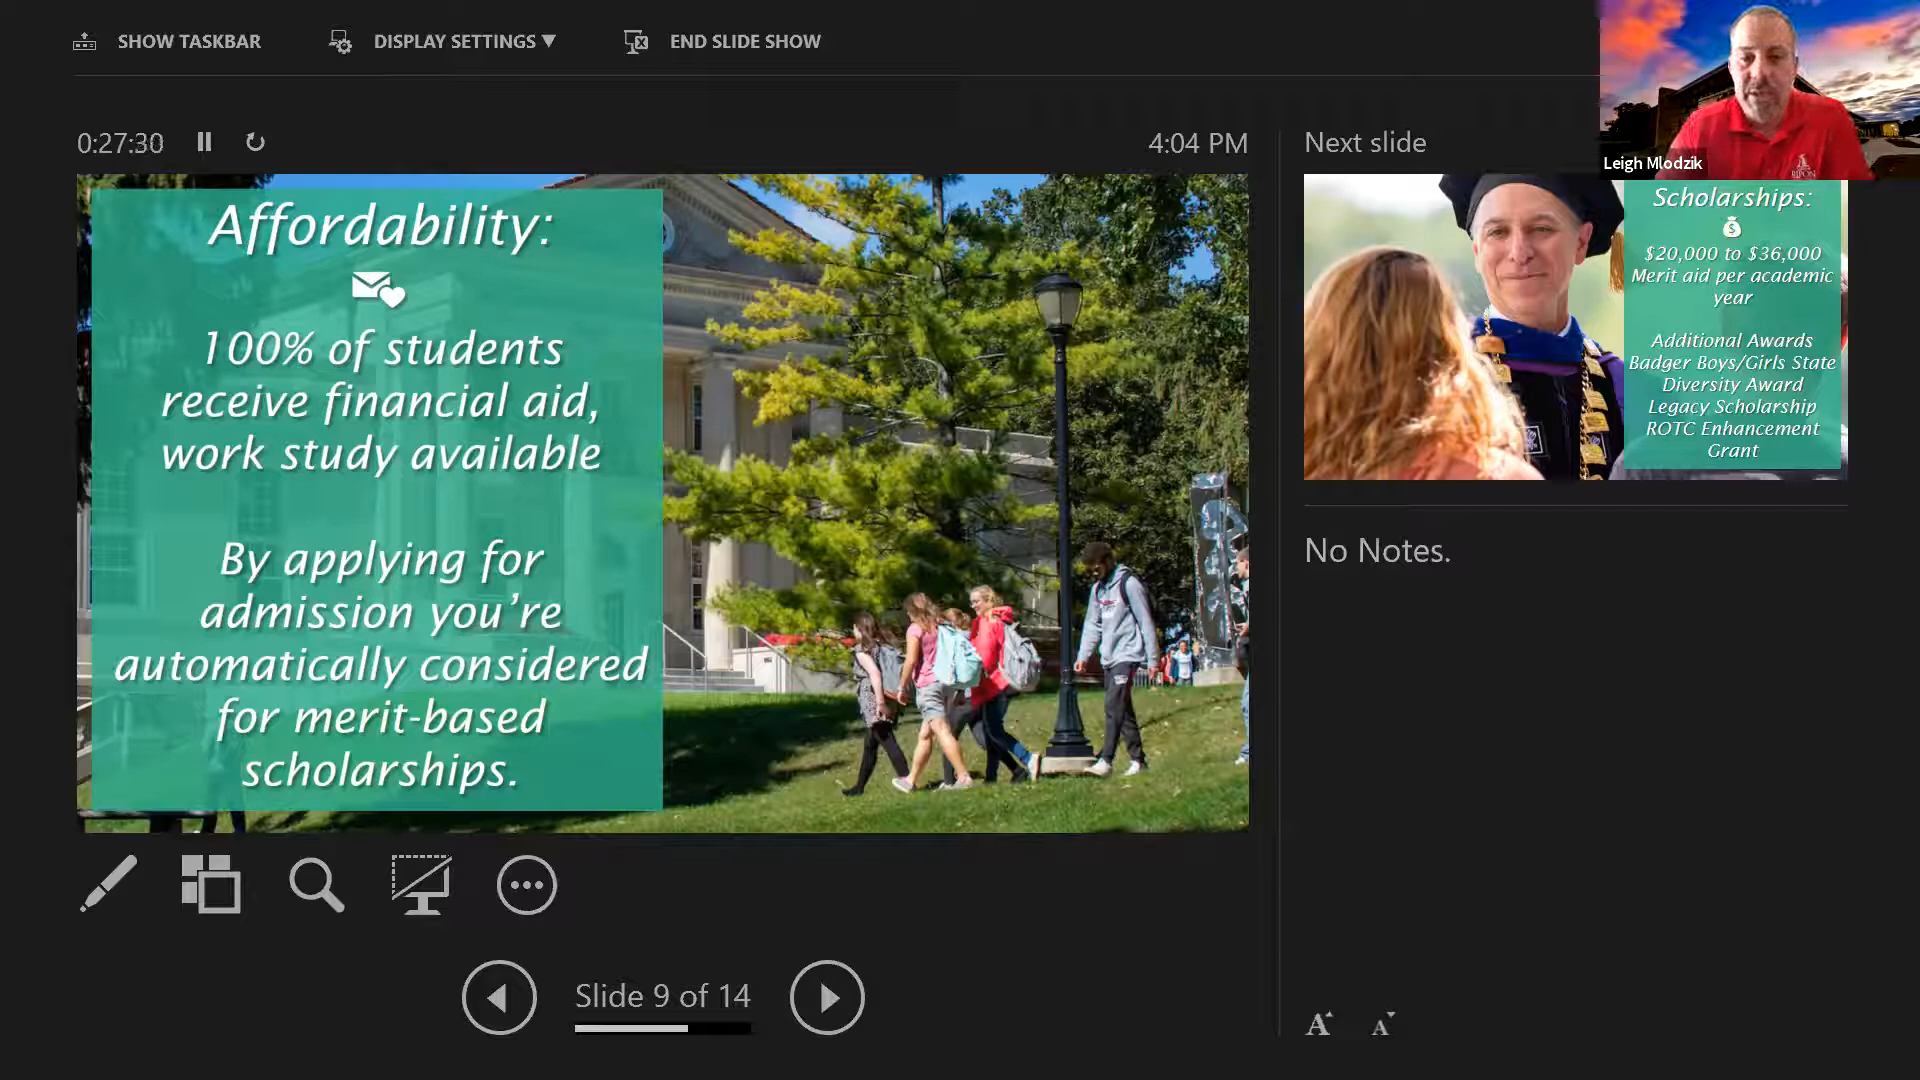 SHOW TASKBAR
DISPLAY SETTINGS ▼
END SLIDE SHOW
0:27:30
4:04 PM
Affordability:
100% of students
receive financial aid,
work study available
By applying for
admission you're
automatically considered
for merit-based
scholarships.
Slide 9 of 14
Next slide
Leigh Mlodzik
RIPON
Scholarships:
$
$20,000 to $36,000
Merit aid per academic
year
Additional Awards
Badger Boys/Girls State
Diversity Award
Legacy Scholarship
ROTC Enhancement
Grant
No Notes.
A
A